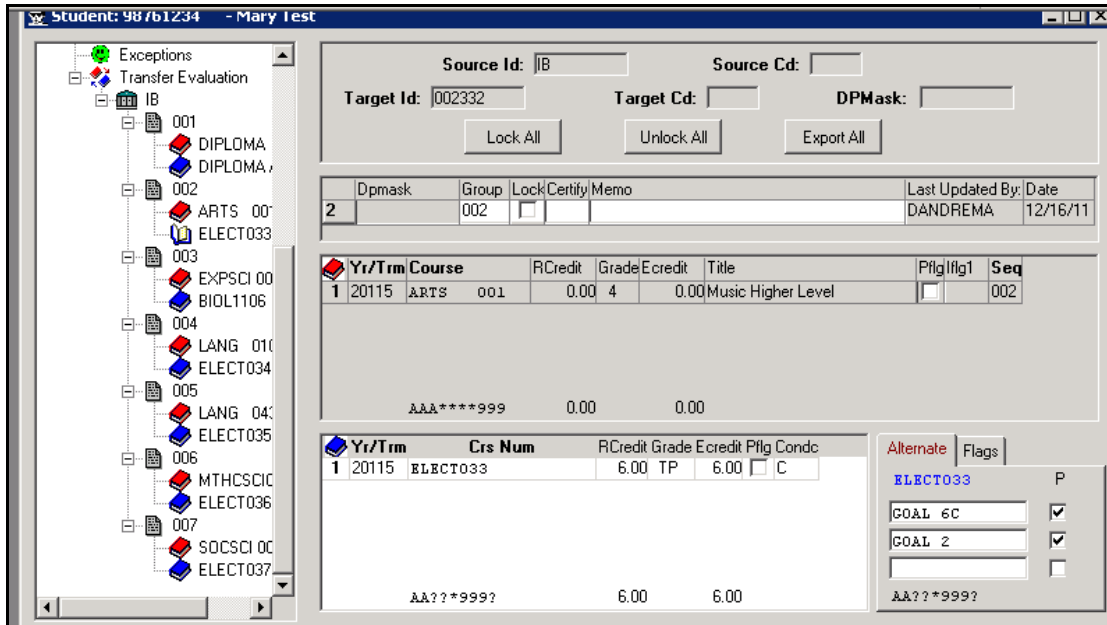 Student: 98761234 - Mary Test
Exceptions
Transfer Evaluation
IB
001
DIPLOMA
DIPLOMA
002
ARTS 00
ELECT033
003
EXPSCI 00
BIOL1106
004
LANG 01
ELECT034
005
LANG 04
ELECT035
006
MTHCSCI
ELECT036
007
SOCSCI 00
ELECT037
Source Id: IB Source Cd:
Target Id: 002332 Target Cd: DPMask:
Lock All Unlock All Export All
Dpmask Group Lock Certify Memo Last Updated By: Date
2 002 DANDREMA 12/16/11
Yr/Trm Course RCredit Grade Ecredit Title Pflg Iflg1 Seq
1 20115 ARTS 001 0.00 4 0.00 Music Higher Level 002
AAA****999 0.00 0.00
Yr/Trm Crs Num RCredit Grade Ecredit Pflg Condc
1 20115 ELECT033 6.00 TP 6.00 C
AA??*999? 6.00 6.00
Alternate Flags
ELECT033 P
GOAL 6C
GOAL 2
AA??*999?